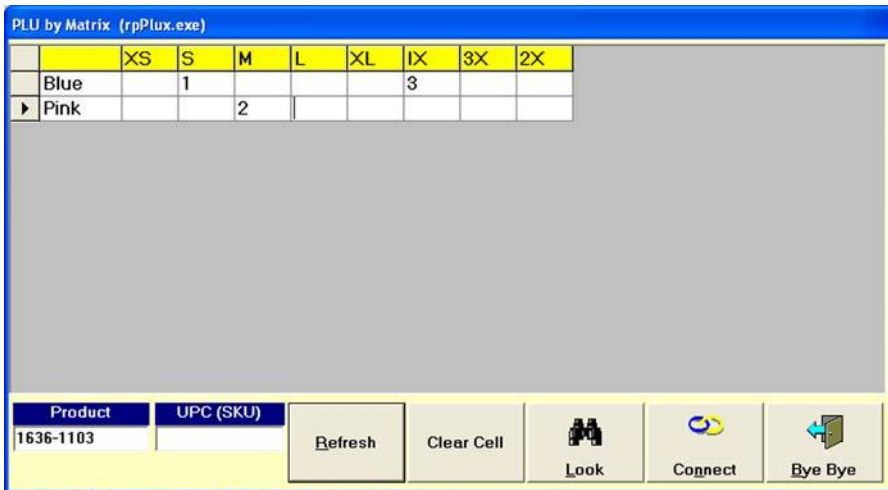 PLU by Matrix (rpPlux.exe)
XS S M L XL IX 3X 2X
Blue 1 3
Pink 2
Product UPC (SKU)
1636-1103
Refresh Clear Cell Look Connect Bye Bye